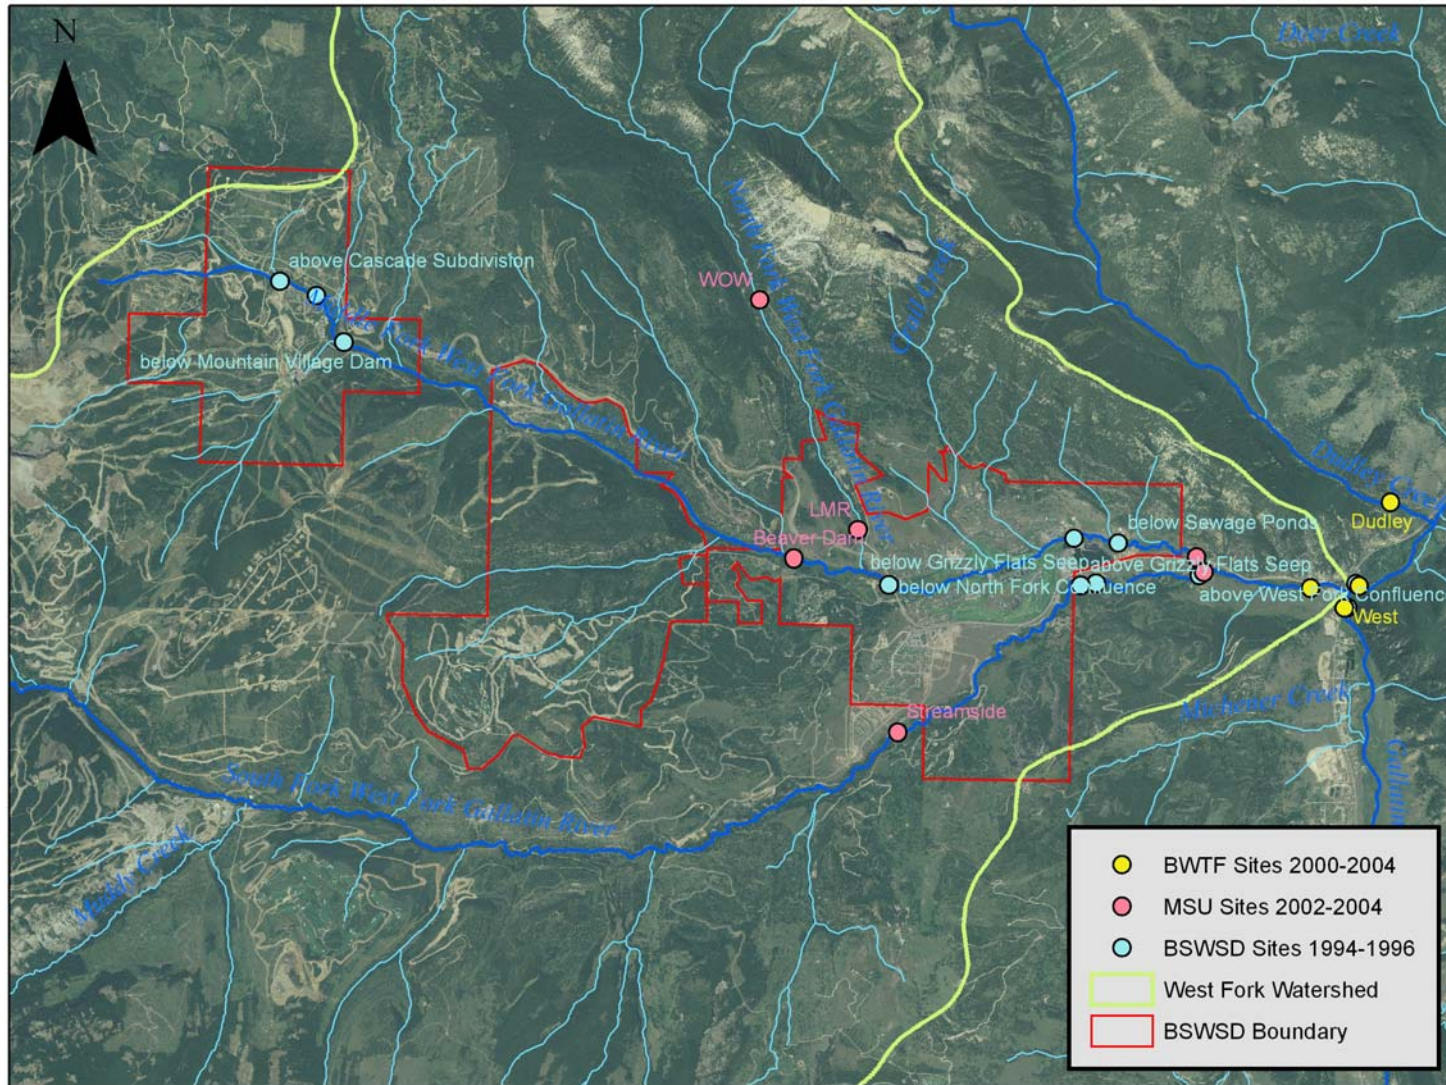 N
Deer Creek
above Cascade Subdivision
Middle Fork West Fork Gallatin River
below Mountain Village Dam
WOW
North Fork West Fork Gallatin River
Crail Creek
Dudley Creek
Dudley
LMR
Beaver Dam
below Sewage Ponds
below Grizzly Flats Seep
above Grizzly Flats Seep
below North Fork Confluence
above West Fork Confluence
West
Michener Creek
Streamside
Gallatin
South Fork West Fork Gallatin River
Muddy Creek
BWTF Sites 2000-2004
MSU Sites 2002-2004
BSWSD Sites 1994-1996
West Fork Watershed
BSWSD Boundary